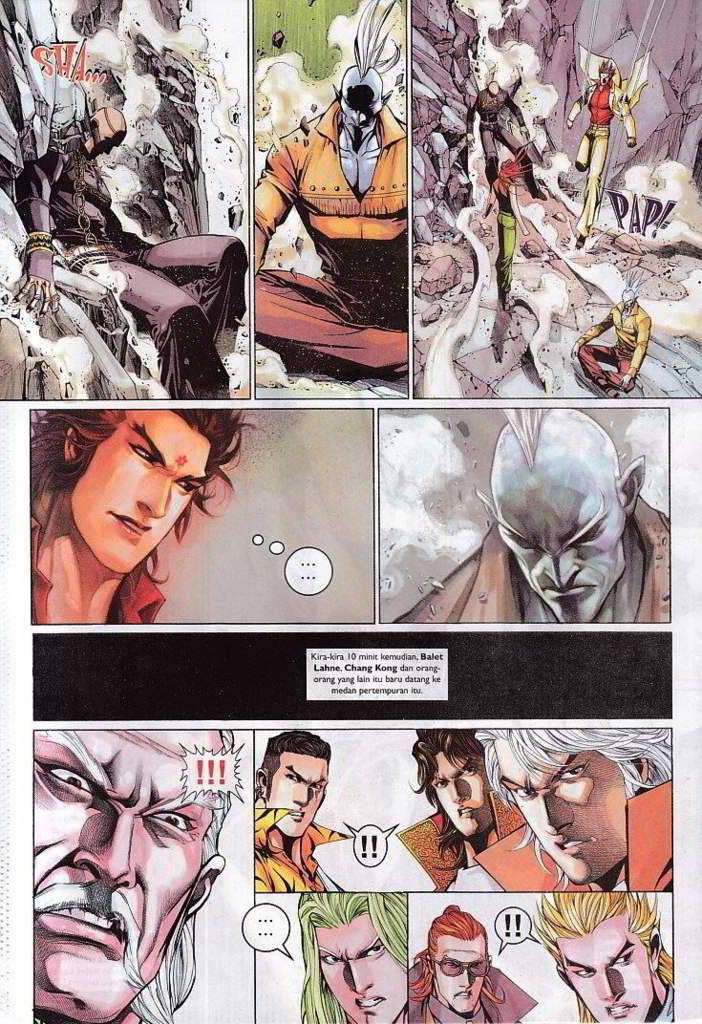 SHA...
PAP!
...
...
Kira-kira 10 minit kemudian, Balet
Lahne, Chang Kong dan orang-
orang yang lain itu baru datang ke
medan pertempuran itu.
!!!
!!
...
...
!!